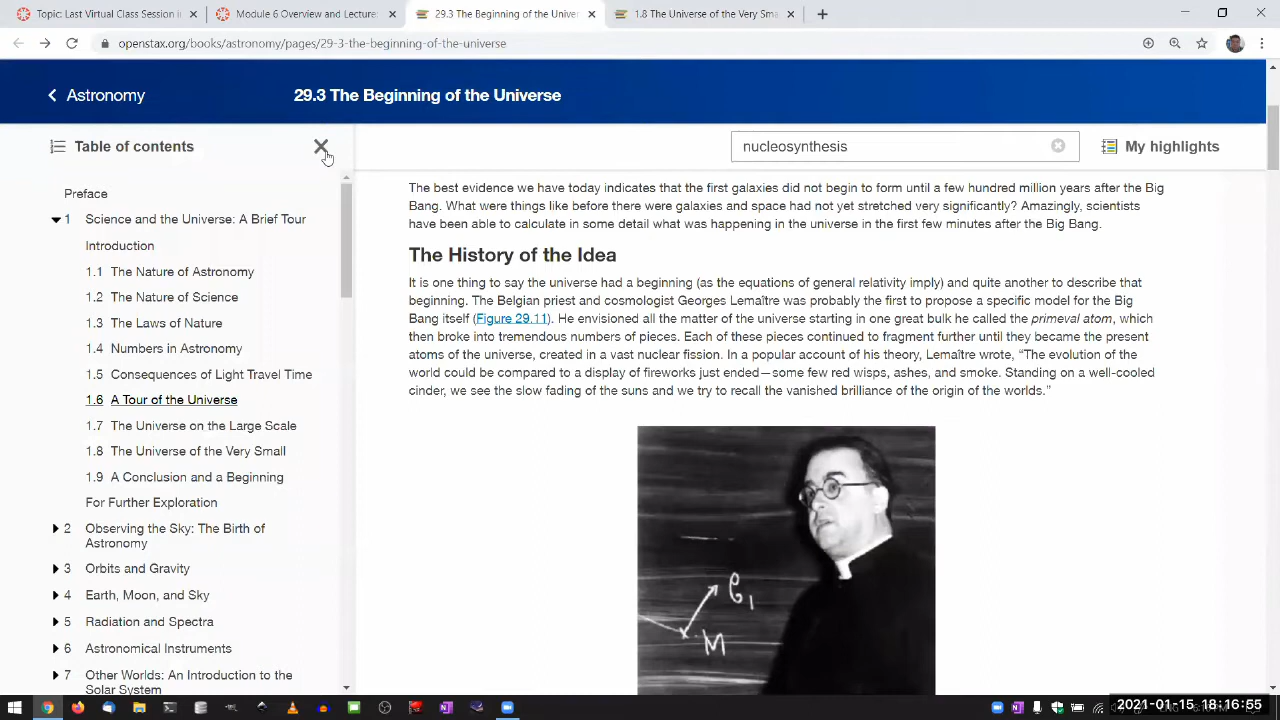 Topic: Last Virtual Class Session i
Module 6 Overview and Lecture:
29.3 The Beginning of the Univer
1.8 The Universe of the Very Sma
openstax.org/books/astronomy/pages/29-3-the-beginning-of-the-universe
Astronomy
29.3 The Beginning of the Universe
Table of contents
nucleosynthesis
My highlights
Preface
1 Science and the Universe: A Brief Tour
Introduction
1.1 The Nature of Astronomy
1.2 The Nature of Science
1.3 The Laws of Nature
1.4 Numbers in Astronomy
1.5 Consequences of Light Travel Time
1.6 A Tour of the Universe
1.7 The Universe on the Large Scale
1.8 The Universe of the Very Small
1.9 A Conclusion and a Beginning
For Further Exploration
2 Observing the Sky: The Birth of
Astronomy
3 Orbits and Gravity
4 Earth, Moon, and Sky
5 Radiation and Spectra
6 Astronomical Instruments
7 Other Worlds: An Introduction to the
Solar System
The best evidence we have today indicates that the first galaxies did not begin to form until a few hundred million years after the Big
Bang. What were things like before there were galaxies and space had not yet stretched very significantly? Amazingly, scientists
have been able to calculate in some detail what was happening in the universe in the first few minutes after the Big Bang.
The History of the Idea
It is one thing to say the universe had a beginning (as the equations of general relativity imply) and quite another to describe that
beginning. The Belgian priest and cosmologist Georges Lemaître was probably the first to propose a specific model for the Big
Bang itself (Figure 29.11). He envisioned all the matter of the universe starting in one great bulk he called the primeval atom, which
then broke into tremendous numbers of pieces. Each of these pieces continued to fragment further until they became the present
atoms of the universe, created in a vast nuclear fission. In a popular account of his theory, Lemaître wrote, “The evolution of the
world could be compared to a display of fireworks just ended—some few red wisps, ashes, and smoke. Standing on a well-cooled
cinder, we see the slow fading of the suns and we try to recall the vanished brilliance of the origin of the worlds.”
M
2021-01-15 18:16:55